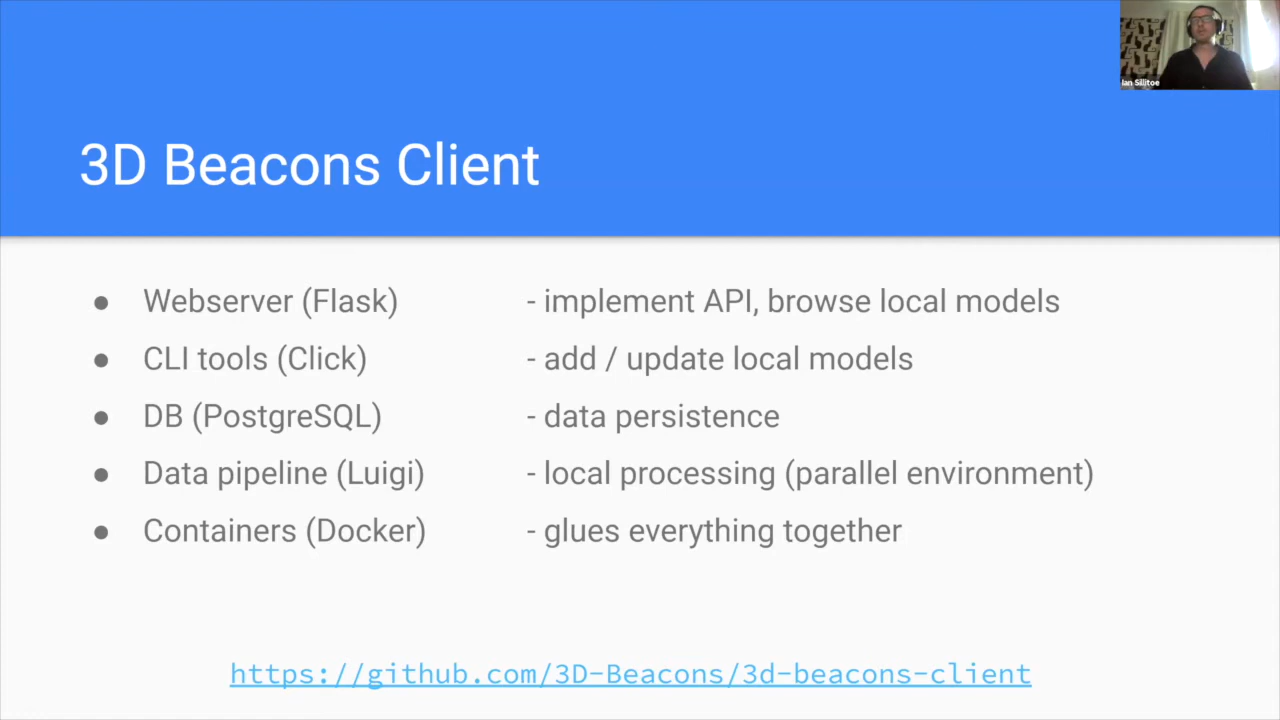 Ian Sillitoe
3D Beacons Client
● Webserver (Flask) - implement API, browse local models
● CLI tools (Click) - add / update local models
● DB (PostgreSQL) - data persistence
● Data pipeline (Luigi) - local processing (parallel environment)
● Containers (Docker) - glues everything together
https://github.com/3D-Beacons/3d-beacons-client